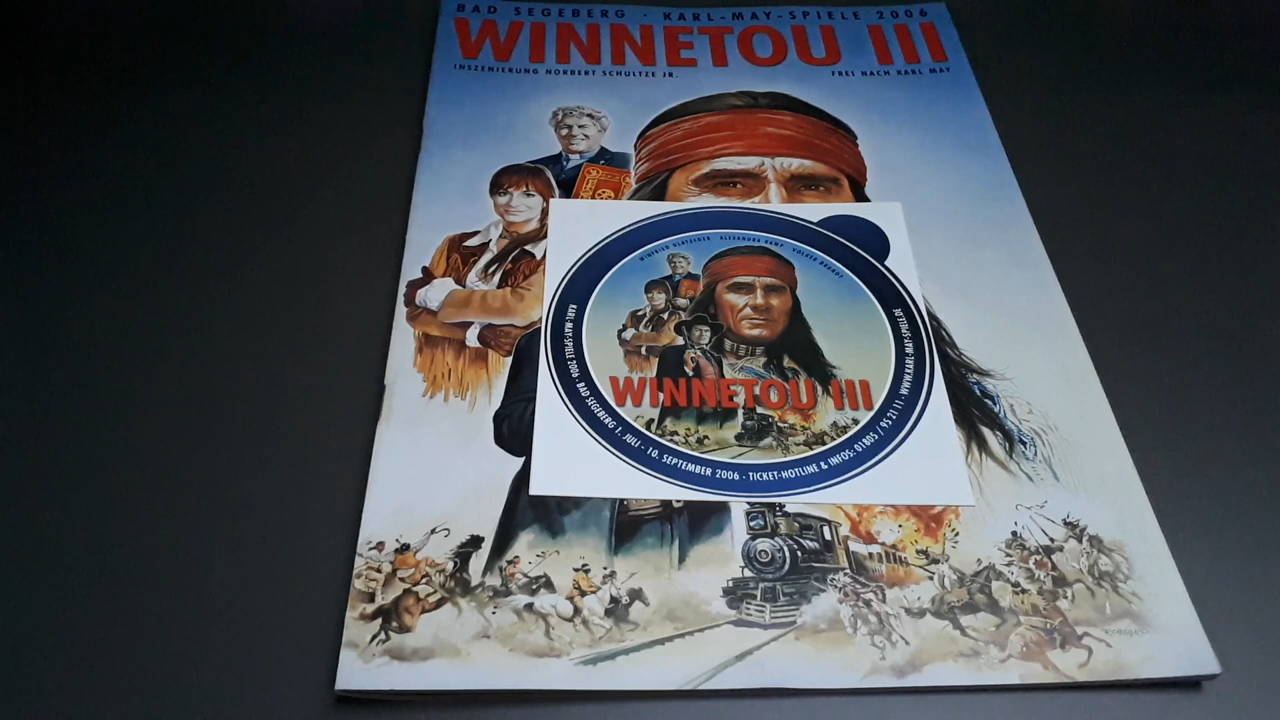 BAD SEGEBERG · KARL-MAY-SPIELE 2006
WINNETOU III
INSZENIERUNG NORBERT SCHULTZE JR.
FREI NACH KARL MAY
WINFRIED GLATZEDER ALEXANDRA KAMP VOLKER BRANDT
WINNETOU III
KARL-MAY-SPIELE 2006 · BAD SEGEBERG 1. JULI - 10. SEPTEMBER 2006 · TICKET-HOTLINE & INFOS: 01805 / 95 21 11 · WWW.KARL-MAY-SPIELE.DE